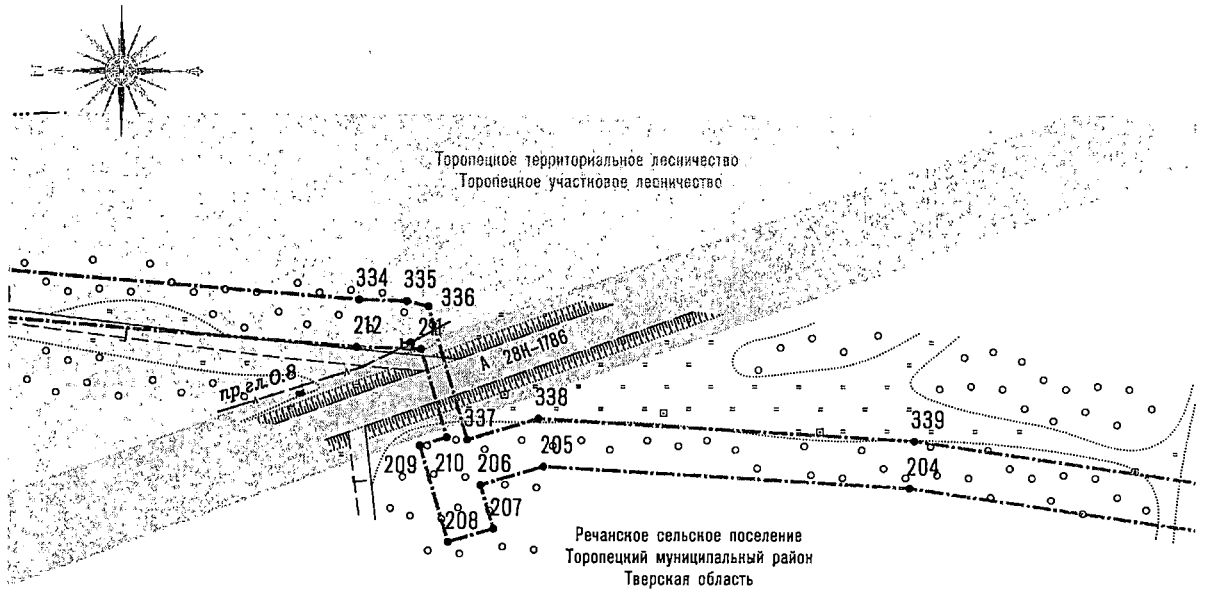 Торопецкое территориальное лесничество
Торопецкое участковое лесничество
334
335
336
212
211
А 28Н-1786
пр.гл.0.8
337
338
339
209
210
206
205
204
207
208
Речанское сельское поселение
Торопецкий муниципальный район
Тверская область